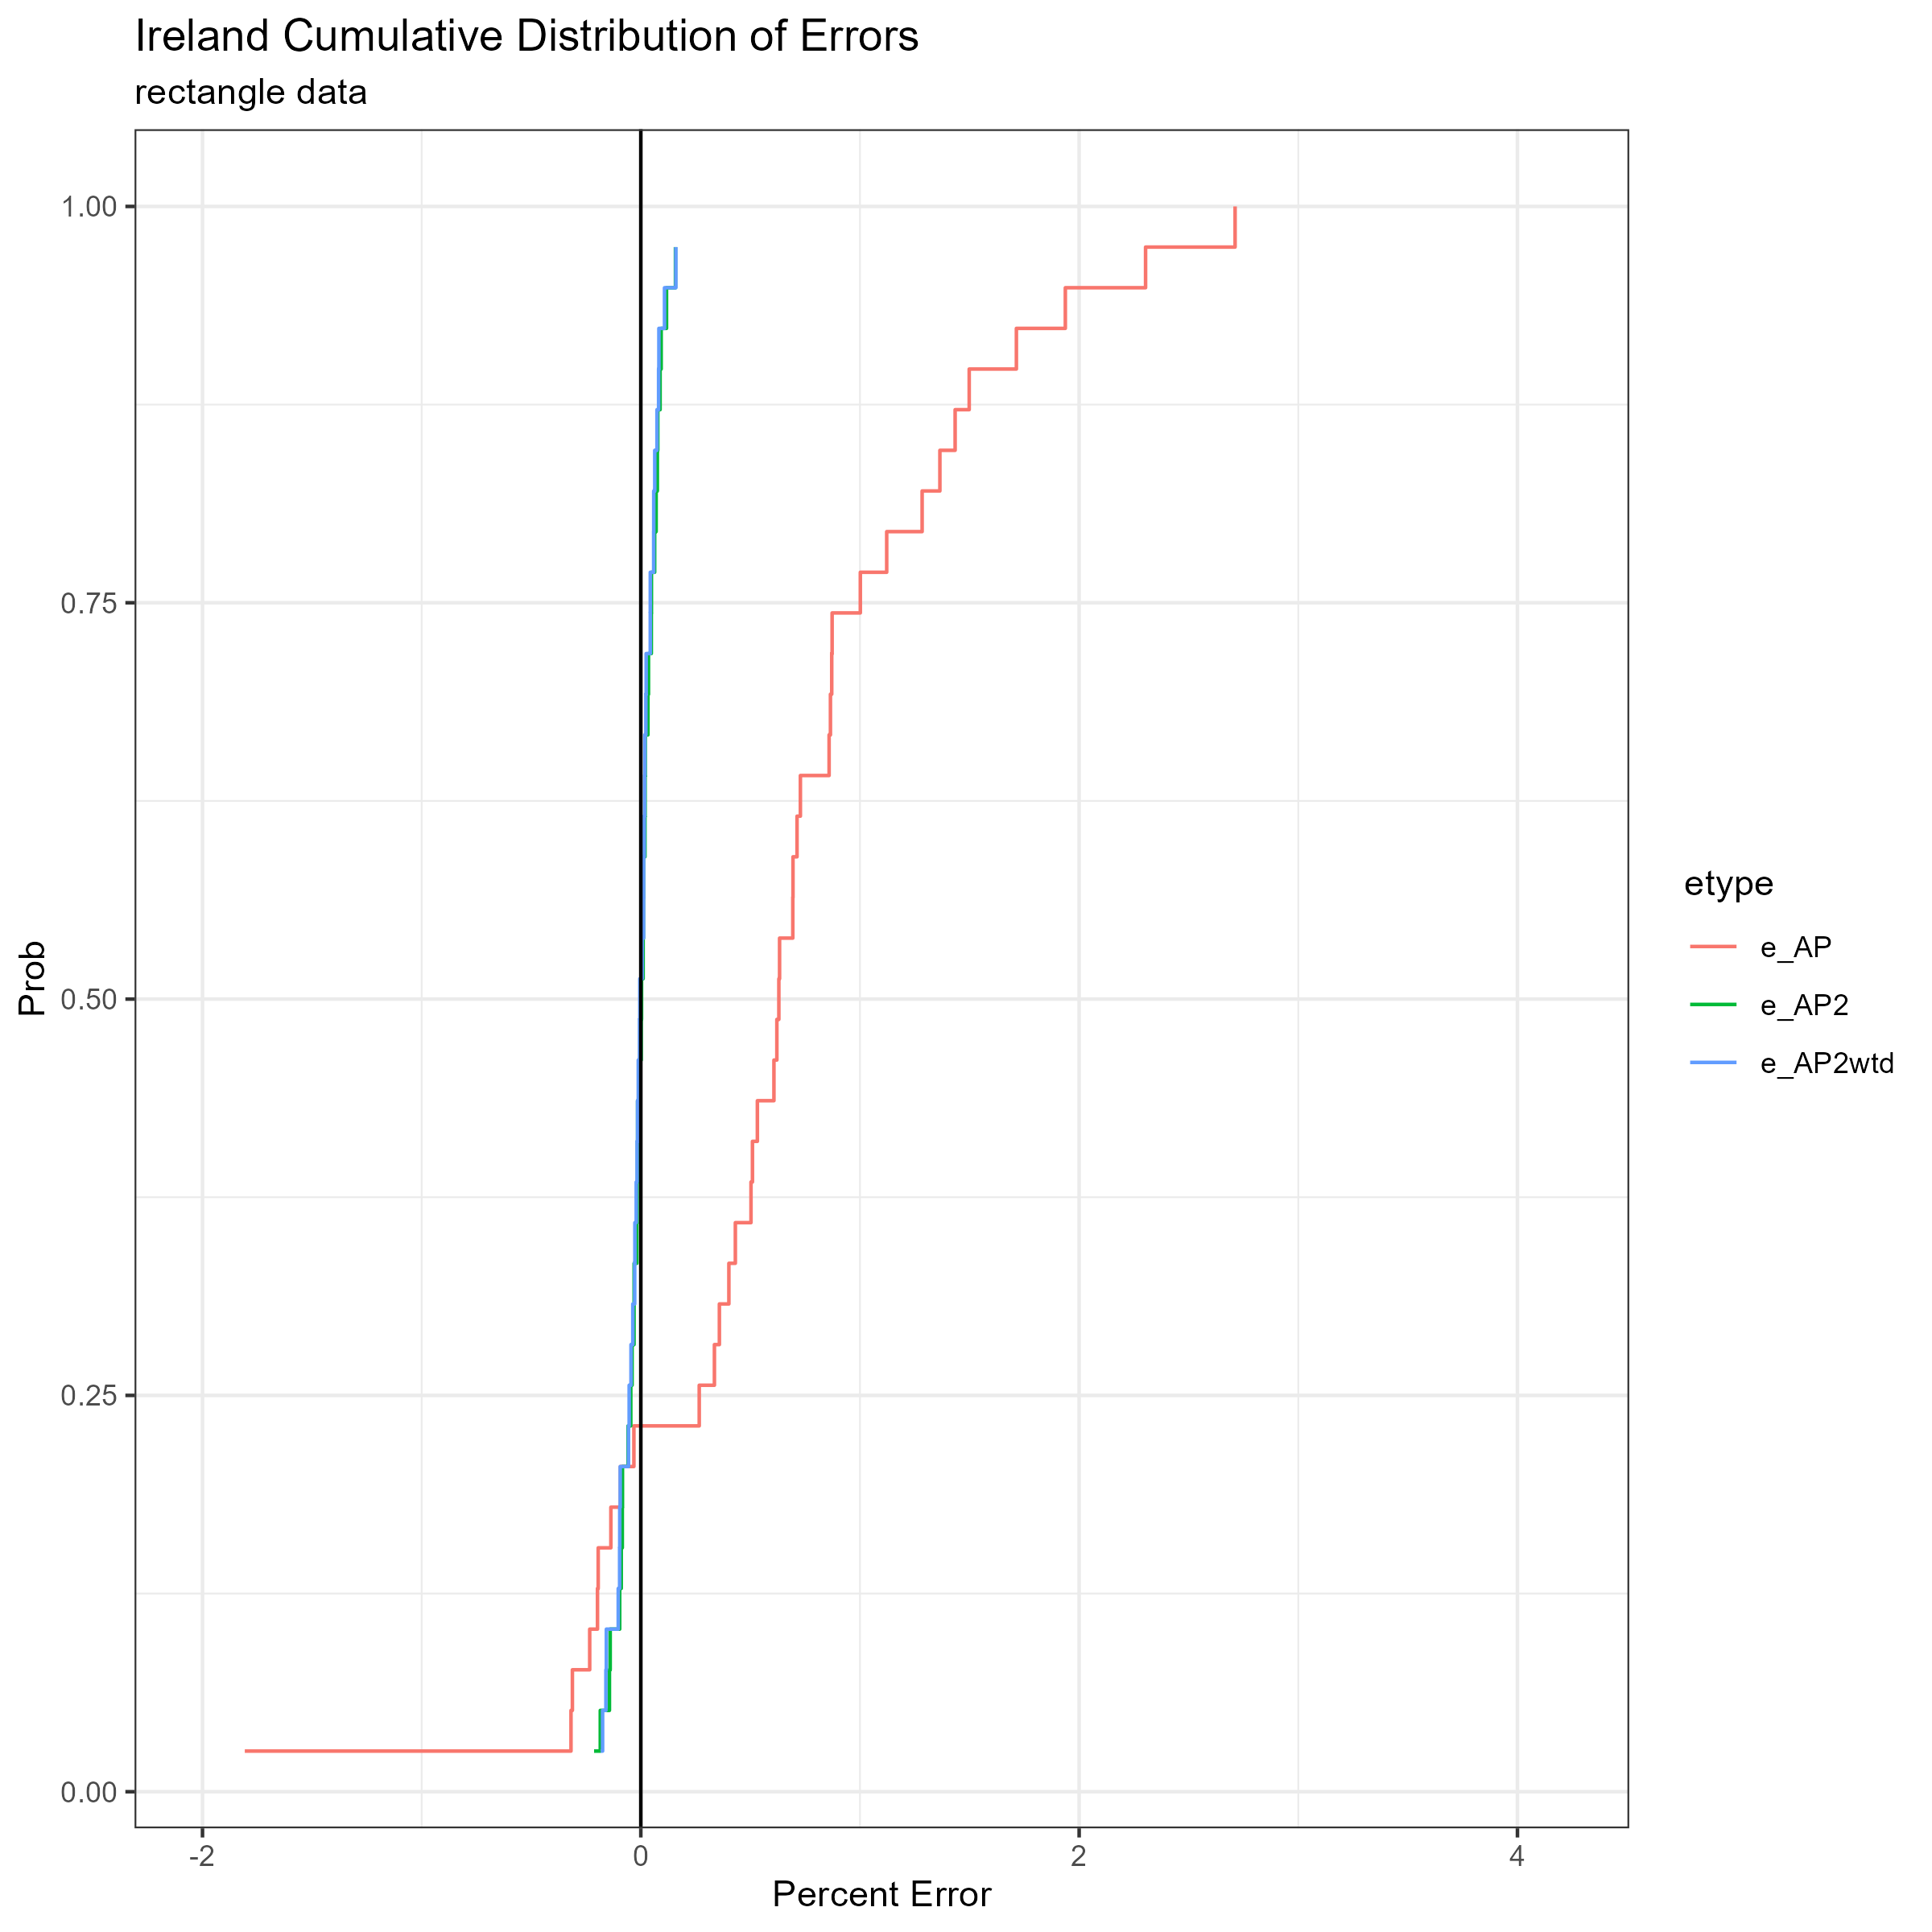 Ireland Cumulative Distribution of Errors
rectangle data
1.00
0.75
0.50
0.25
0.00
Prob
-2
0
2
4
Percent Error
etype
e_AP
e_AP2
e_AP2wtd